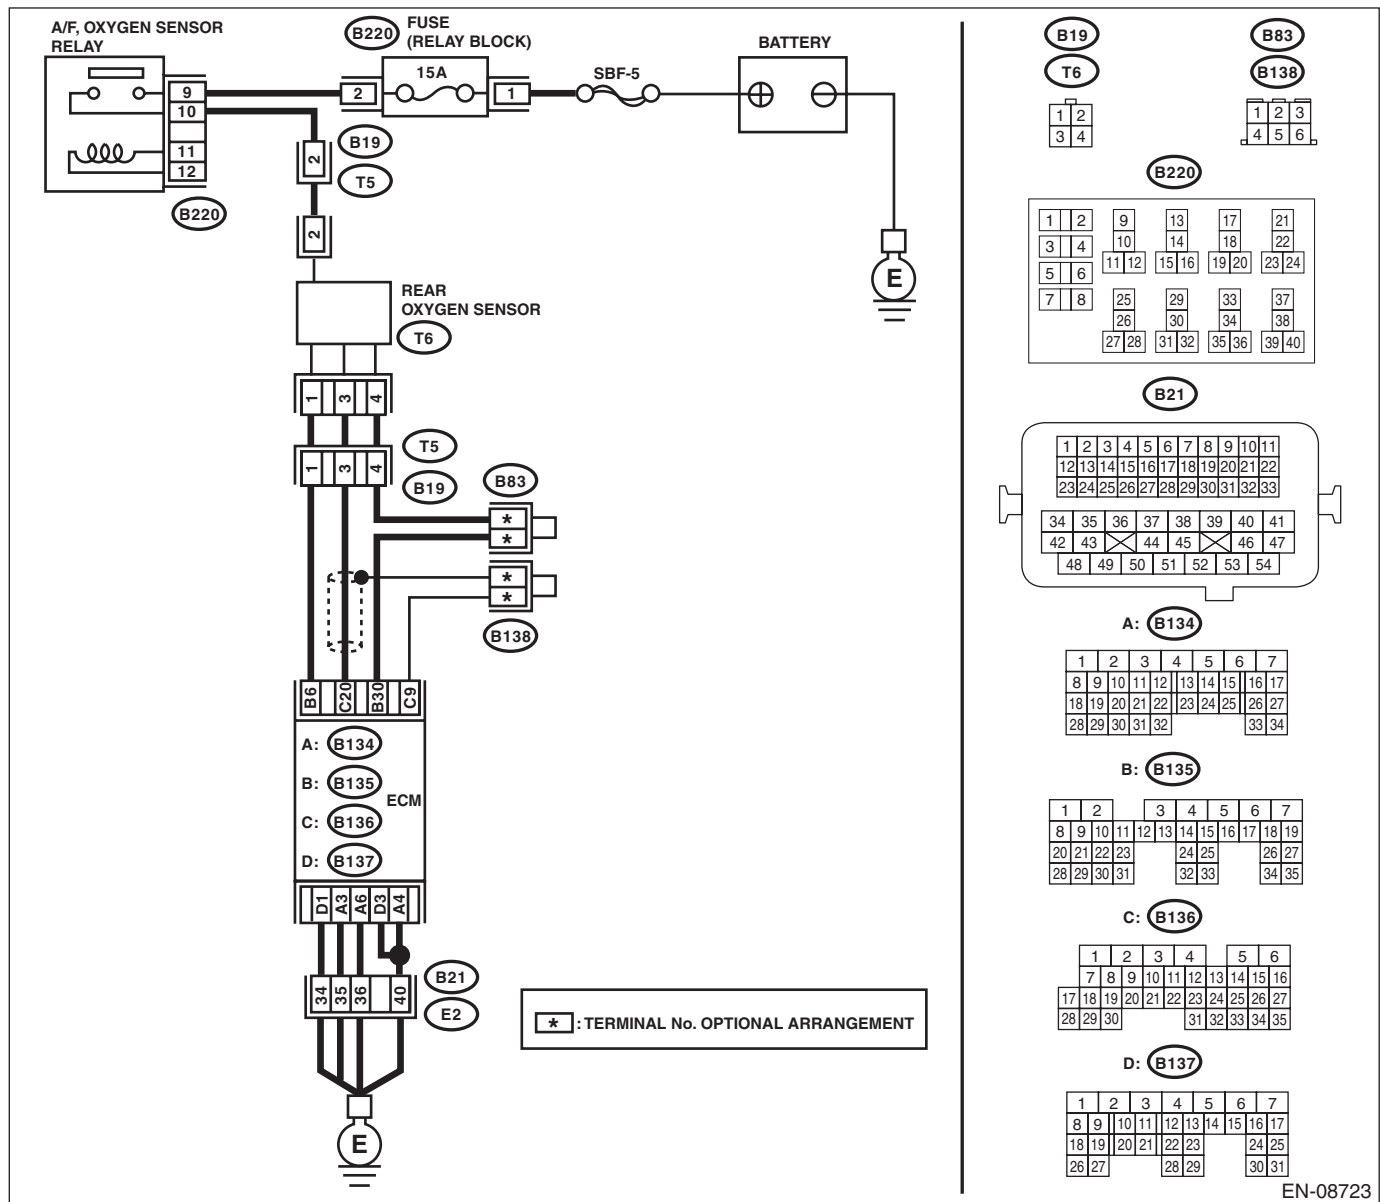 A/F, OXYGEN SENSOR
RELAY
B220
FUSE
(RELAY BLOCK)
BATTERY
15A
SBF-5
9
10
11
12
2
1
B220
2
B19
T5
2
E
REAR
OXYGEN SENSOR
T6
1 3 4
T5
1 3 4
B19
B83
*
*
*
*
B138
B6 C20 B30 C9
A: B134
B: B135
ECM
C: B136
D: B137
D1 A3 A6 D3 A4
34 35 36 40
B21
E2
E
* : TERMINAL No. OPTIONAL ARRANGEMENT
B19 B83
T6 B138
1 2
3 4
1 2 3
4 5 6
B220
1 2 9 13 17 21
3 4 10 14 18 22
11 12 15 16 19 20 23 24
5 6
7 8 25 29 33 37
26 30 34 38
27 28 31 32 35 36 39 40
B21
1 2 3 4 5 6 7 8 9 10 11
12 13 14 15 16 17 18 19 20 21 22
23 24 25 26 27 28 29 30 31 32 33
34 35 36 37 38 39 40 41
42 43 44 45 46 47
48 49 50 51 52 53 54
A: B134
1 2 3 4 5 6 7
8 9 10 11 12 13 14 15 16 17
18 19 20 21 22 23 24 25 26 27
28 29 30 31 32 33 34
B: B135
1 2 3 4 5 6 7
8 9 10 11 12 13 14 15 16 17 18 19
20 21 22 23 24 25 26 27
28 29 30 31 32 33 34 35
C: B136
1 2 3 4 5 6
7 8 9 10 11 12 13 14 15 16
17 18 19 20 21 22 23 24 25 26 27
28 29 30 31 32 33 34 35
D: B137
1 2 3 4 5 6 7
8 9 10 11 12 13 14 15 16 17
18 19 20 21 22 23 24 25
26 27 28 29 30 31
EN-08723